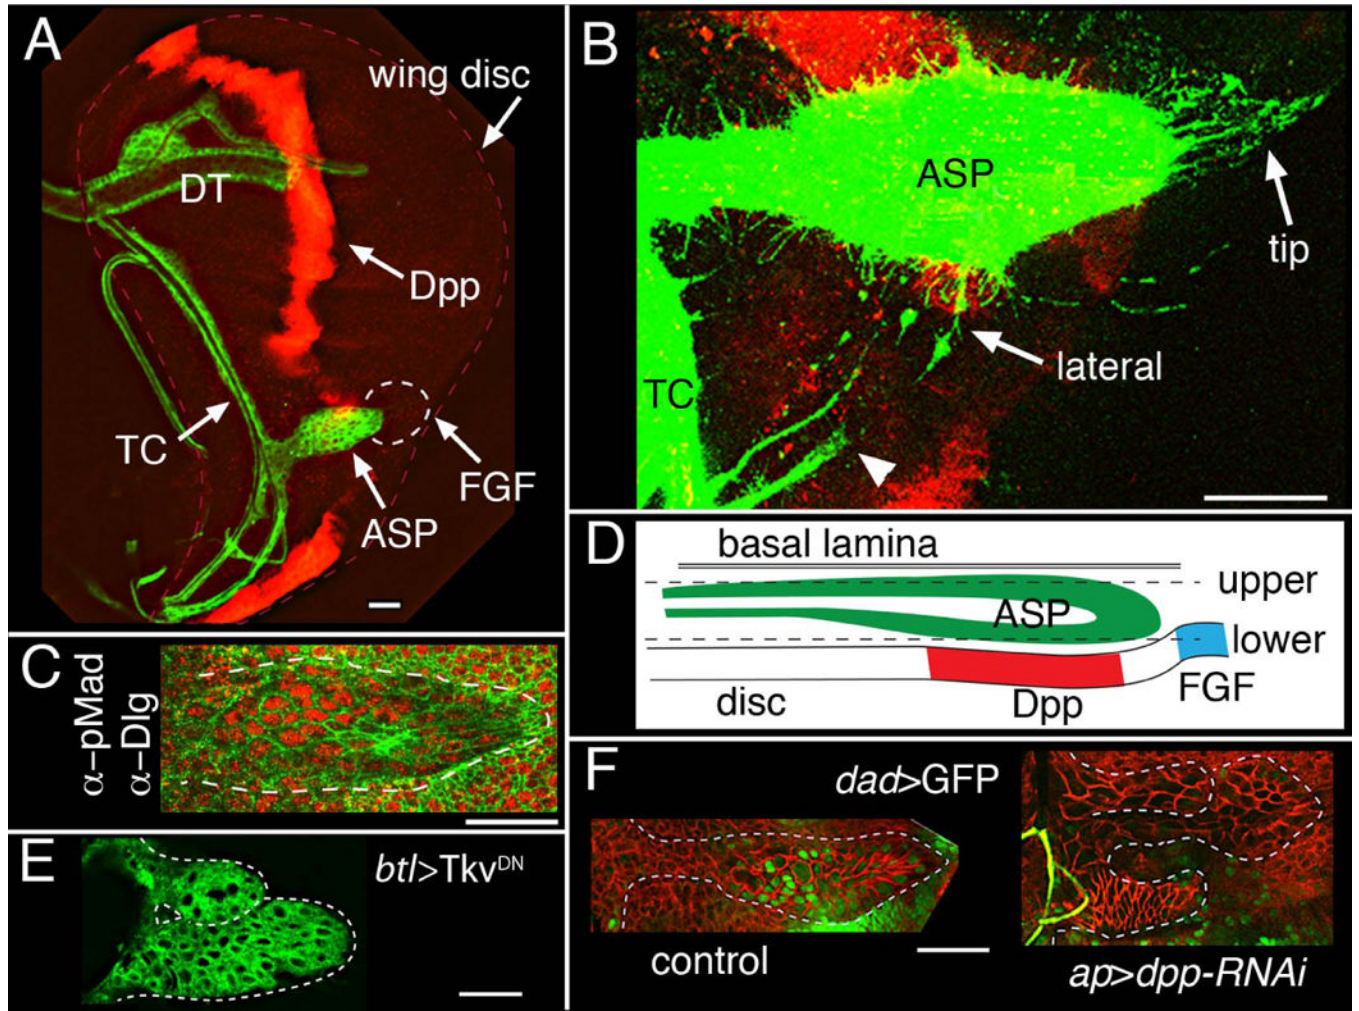 A
wing disc
DT
Dpp
TC
FGF
ASP
B
ASP
tip
lateral
TC
C
α-pMad
α-Dlg
D
basal lamina
upper
ASP
lower
FGF
disc
Dpp
E
btl>Tkv^DN
F
dad>GFP
control
ap>dpp-RNAi